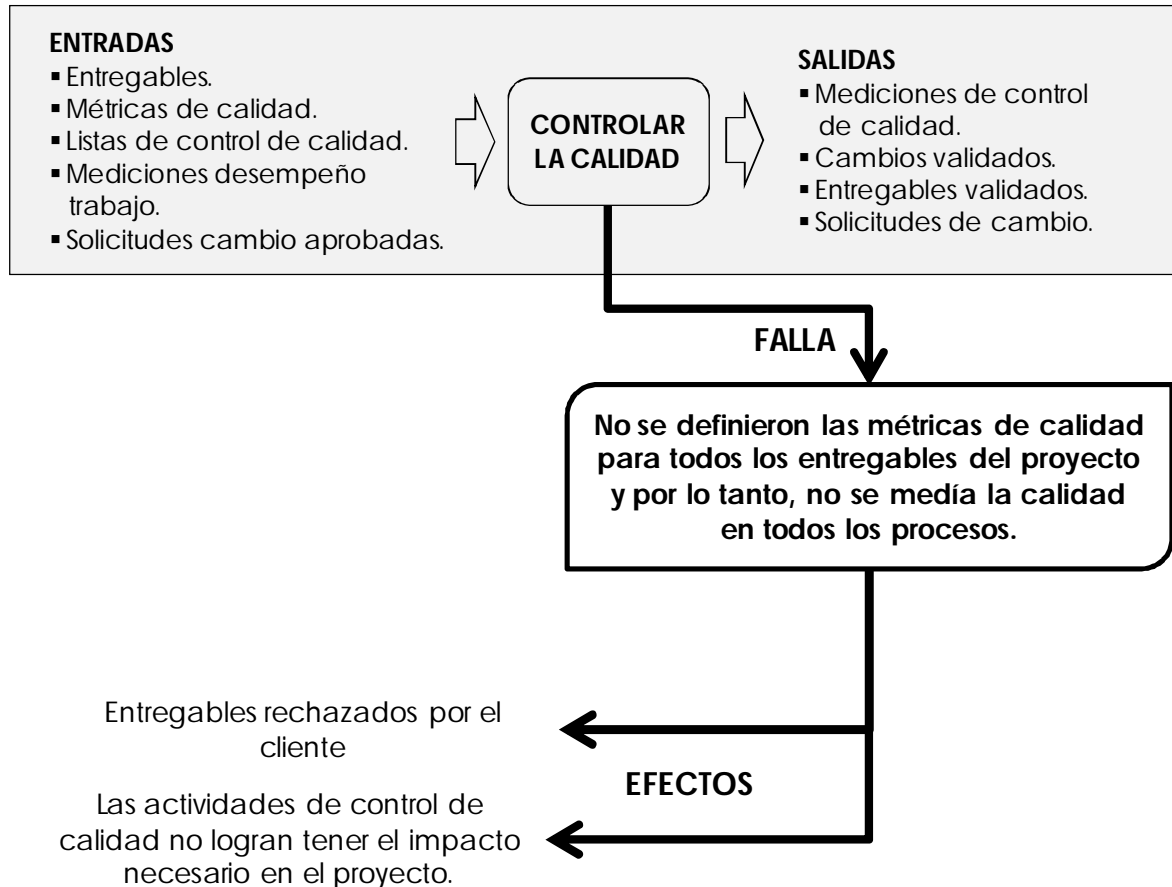 ENTRADAS
▪ Entregables.
▪ Métricas de calidad.
▪ Listas de control de calidad.
▪ Mediciones desempeño
trabajo.
▪ Solicitudes cambio aprobadas.
CONTROLAR
LA CALIDAD
SALIDAS
▪ Mediciones de control
de calidad.
▪ Cambios validados.
▪ Entregables validados.
▪ Solicitudes de cambio.
FALLA
No se definieron las métricas de calidad
para todos los entregables del proyecto
y por lo tanto, no se medía la calidad
en todos los procesos.
Entregables rechazados por el
cliente
EFECTOS
Las actividades de control de
calidad no logran tener el impacto
necesario en el proyecto.